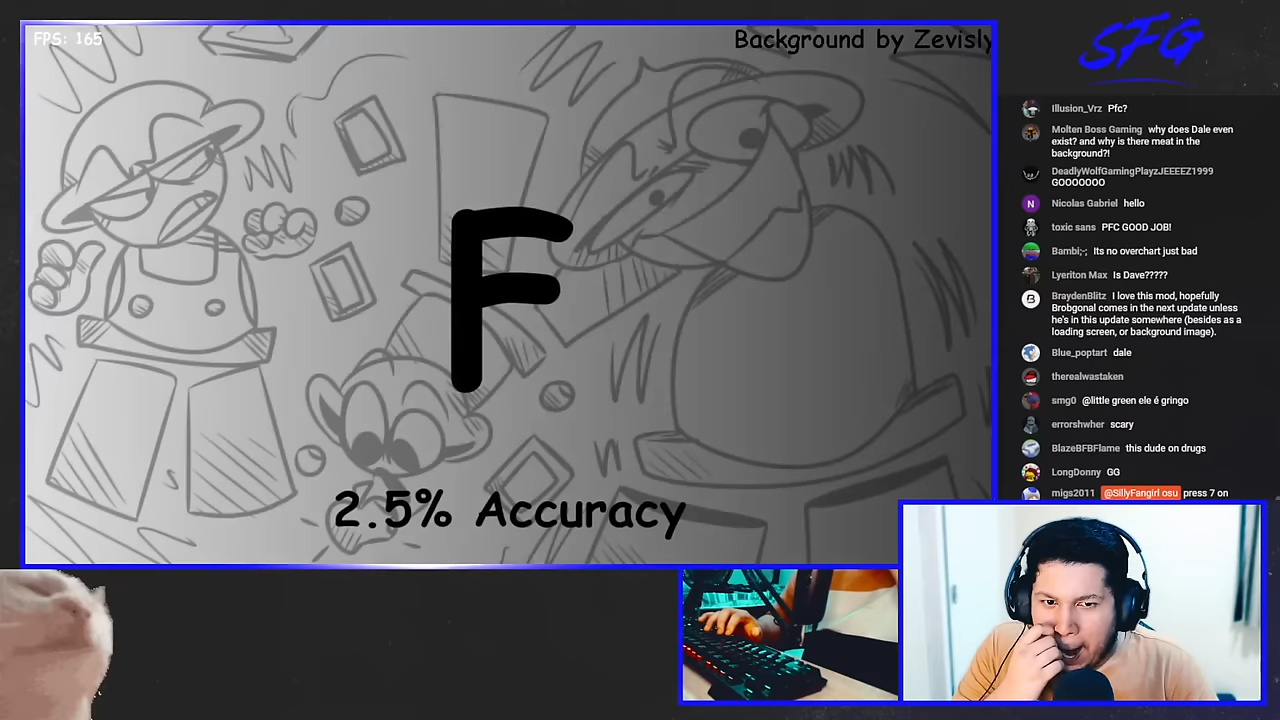 FPS: 165
Background by Zevisly
F
2.5% Accuracy
SFG
Illusion_Vrz Pfc?
Molten Boss Gaming why does Dale even
exist? and why is there meat in the
background?!
DeadlyWolfGamingPlayzJEEEEZ1999
GOOOOOOO
N
Nicolas Gabriel hello
toxic sans PFC GOOD JOB!
Bambi;-; Its no overchart just bad
Lyeriton Max Is Dave?????
B
BraydenBlitz I love this mod, hopefully
Brobgonal comes in the next update unless
he's in this update somewhere (besides as a
loading screen, or background image).
Blue_poptart dale
therealwastaken
smg0 @little green ele é gringo
errorshwher scary
BlazeBFBFlame this dude on drugs
LongDonny GG
migs2011 @SillyFangirl osu press 7 on